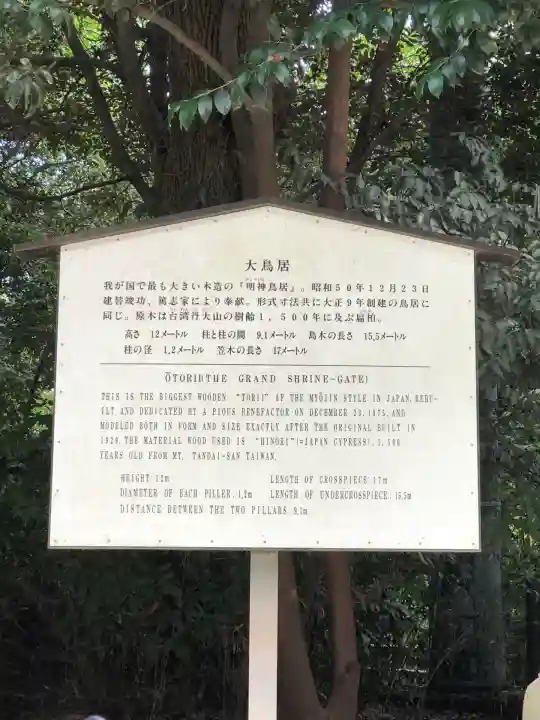 大鳥居
我が国で最も大きい木造の「明神鳥居」。昭和50年12月23日
建替竣功、篤志家により奉献。形式寸法共に大正9年創建の鳥居に
同じ。原木は台湾丹大山の樹齢1,500年に及ぶ扁柏。
高さ 12メートル 柱と柱の間 9.1メートル 島木の長さ 15.5メートル
柱の径 1.2メートル 笠木の長さ 17メートル
ŌTORII(THE GRAND SHRINE-GATE)
THIS IS THE BIGGEST WOODEN "TORII" OF THE MYŌJIN STYLE IN JAPAN. REBU-
ILT AND DEDICATED BY A PIOUS BENEFACTOR ON DECEMBER 23, 1975, AND
MODELED BOTH IN FORM AND SIZE EXACTLY AFTER THE ORIGINAL BUILT IN
1920. THE MATERIAL WOOD USED IS "HINOKI"(=JAPAN CYPRESS), 1,500
YEARS OLD FROM MT. TANDAI-SAN TAIWAN.
HEIGHT 12m LENGTH OF CROSSPIECE 17m
DIAMETER OF EACH PILLER 1,2m LENGTH OF UNDERCROSSPIECE 15,5m
DISTANCE BETWEEN THE TWO PILLARS 9,1m